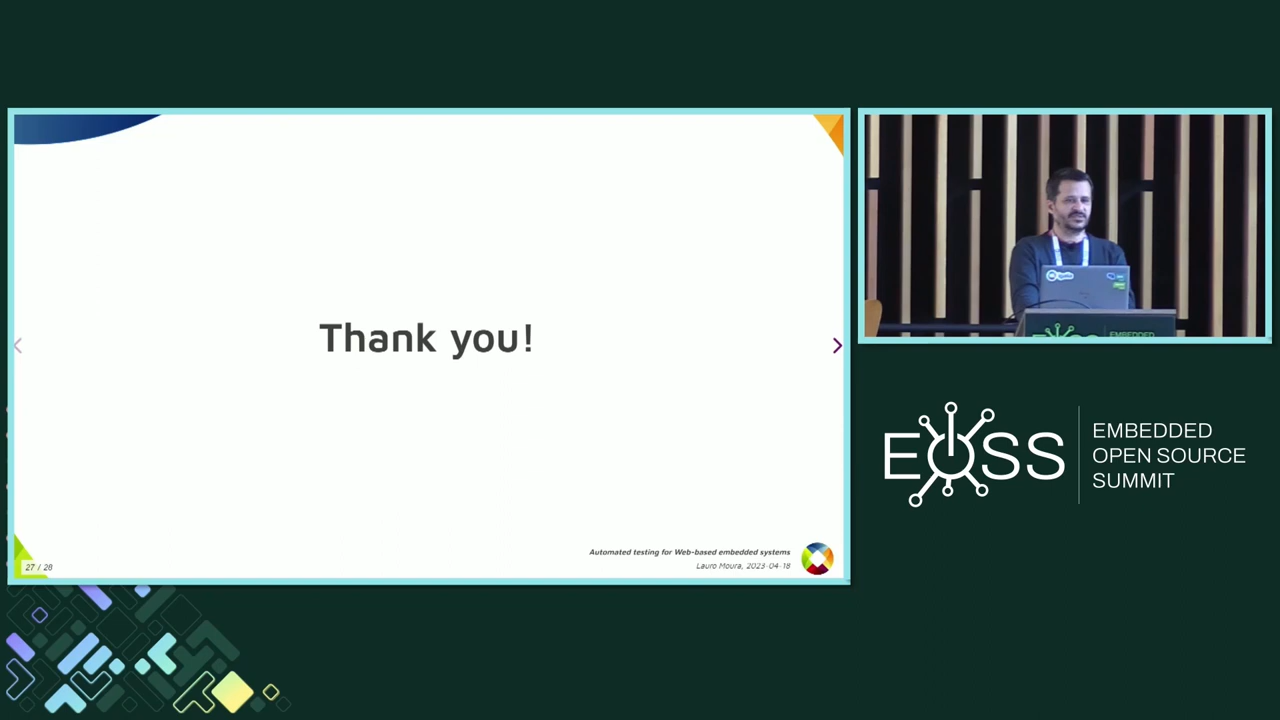 Thank you!
Automated testing for Web-based embedded systems
Lauro Moura, 2023-04-18
27 / 28
EMBEDDED
EOSS
EMBEDDED
OPEN SOURCE
SUMMIT